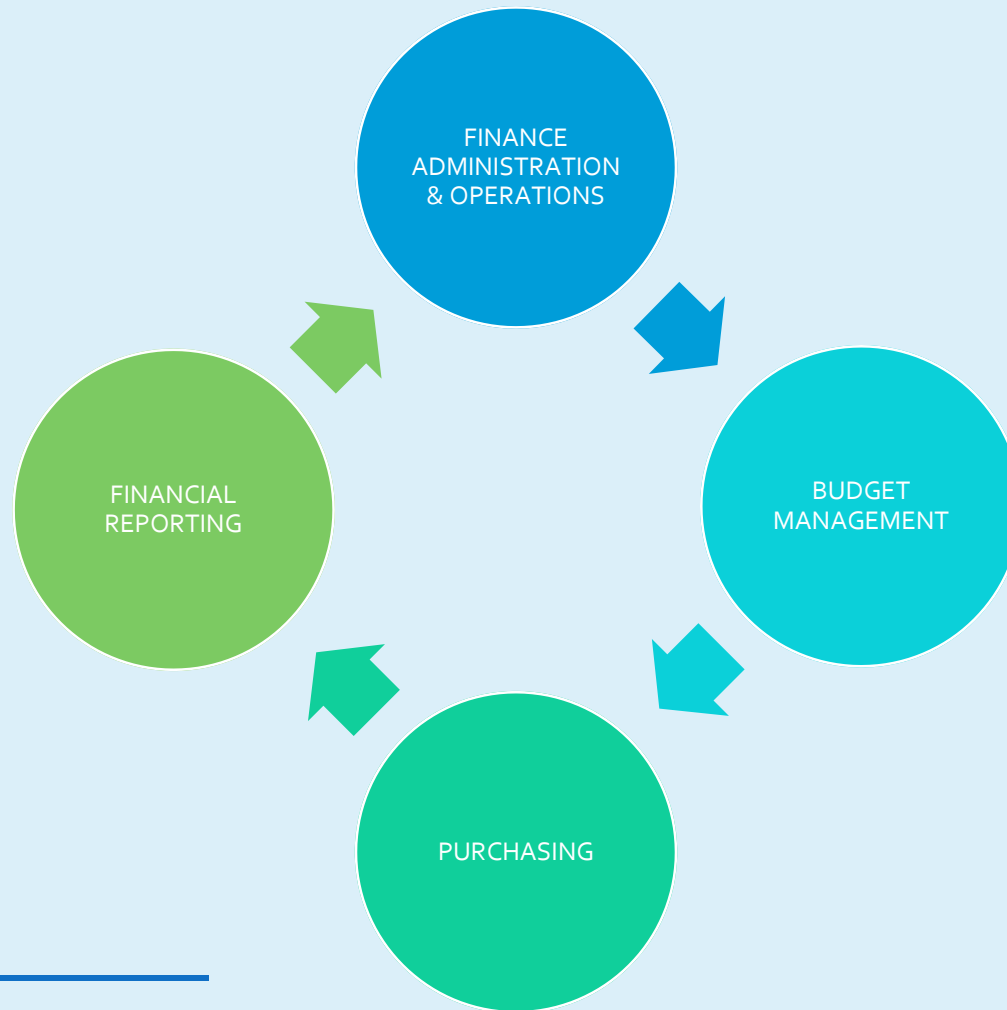 FINANCE
ADMINISTRATION
& OPERATIONS
BUDGET
MANAGEMENT
PURCHASING
FINANCIAL
REPORTING